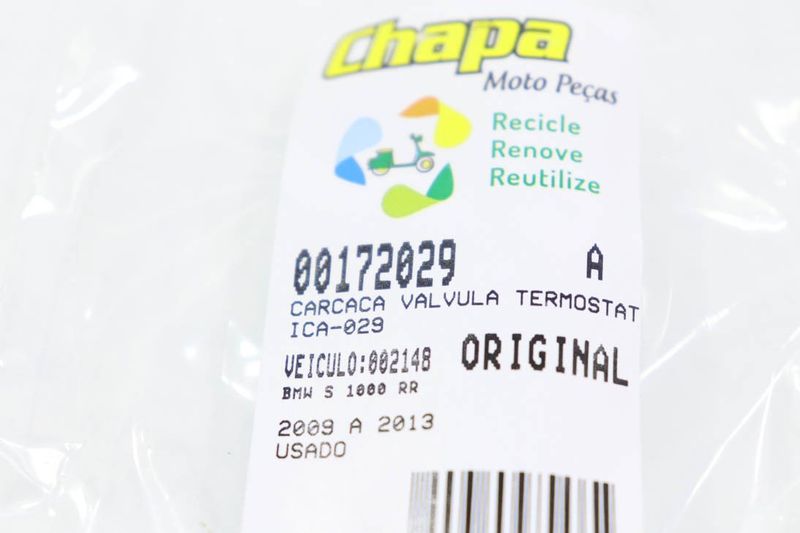 Chapa
Moto Peças
Recicle
Renove
Reutilize
00172029 A
CARCACA VALVULA TERMOSTAT
ICA-029
VEICULO:002148 ORIGINAL
BMW S 1000 RR
2009 A 2013
USADO